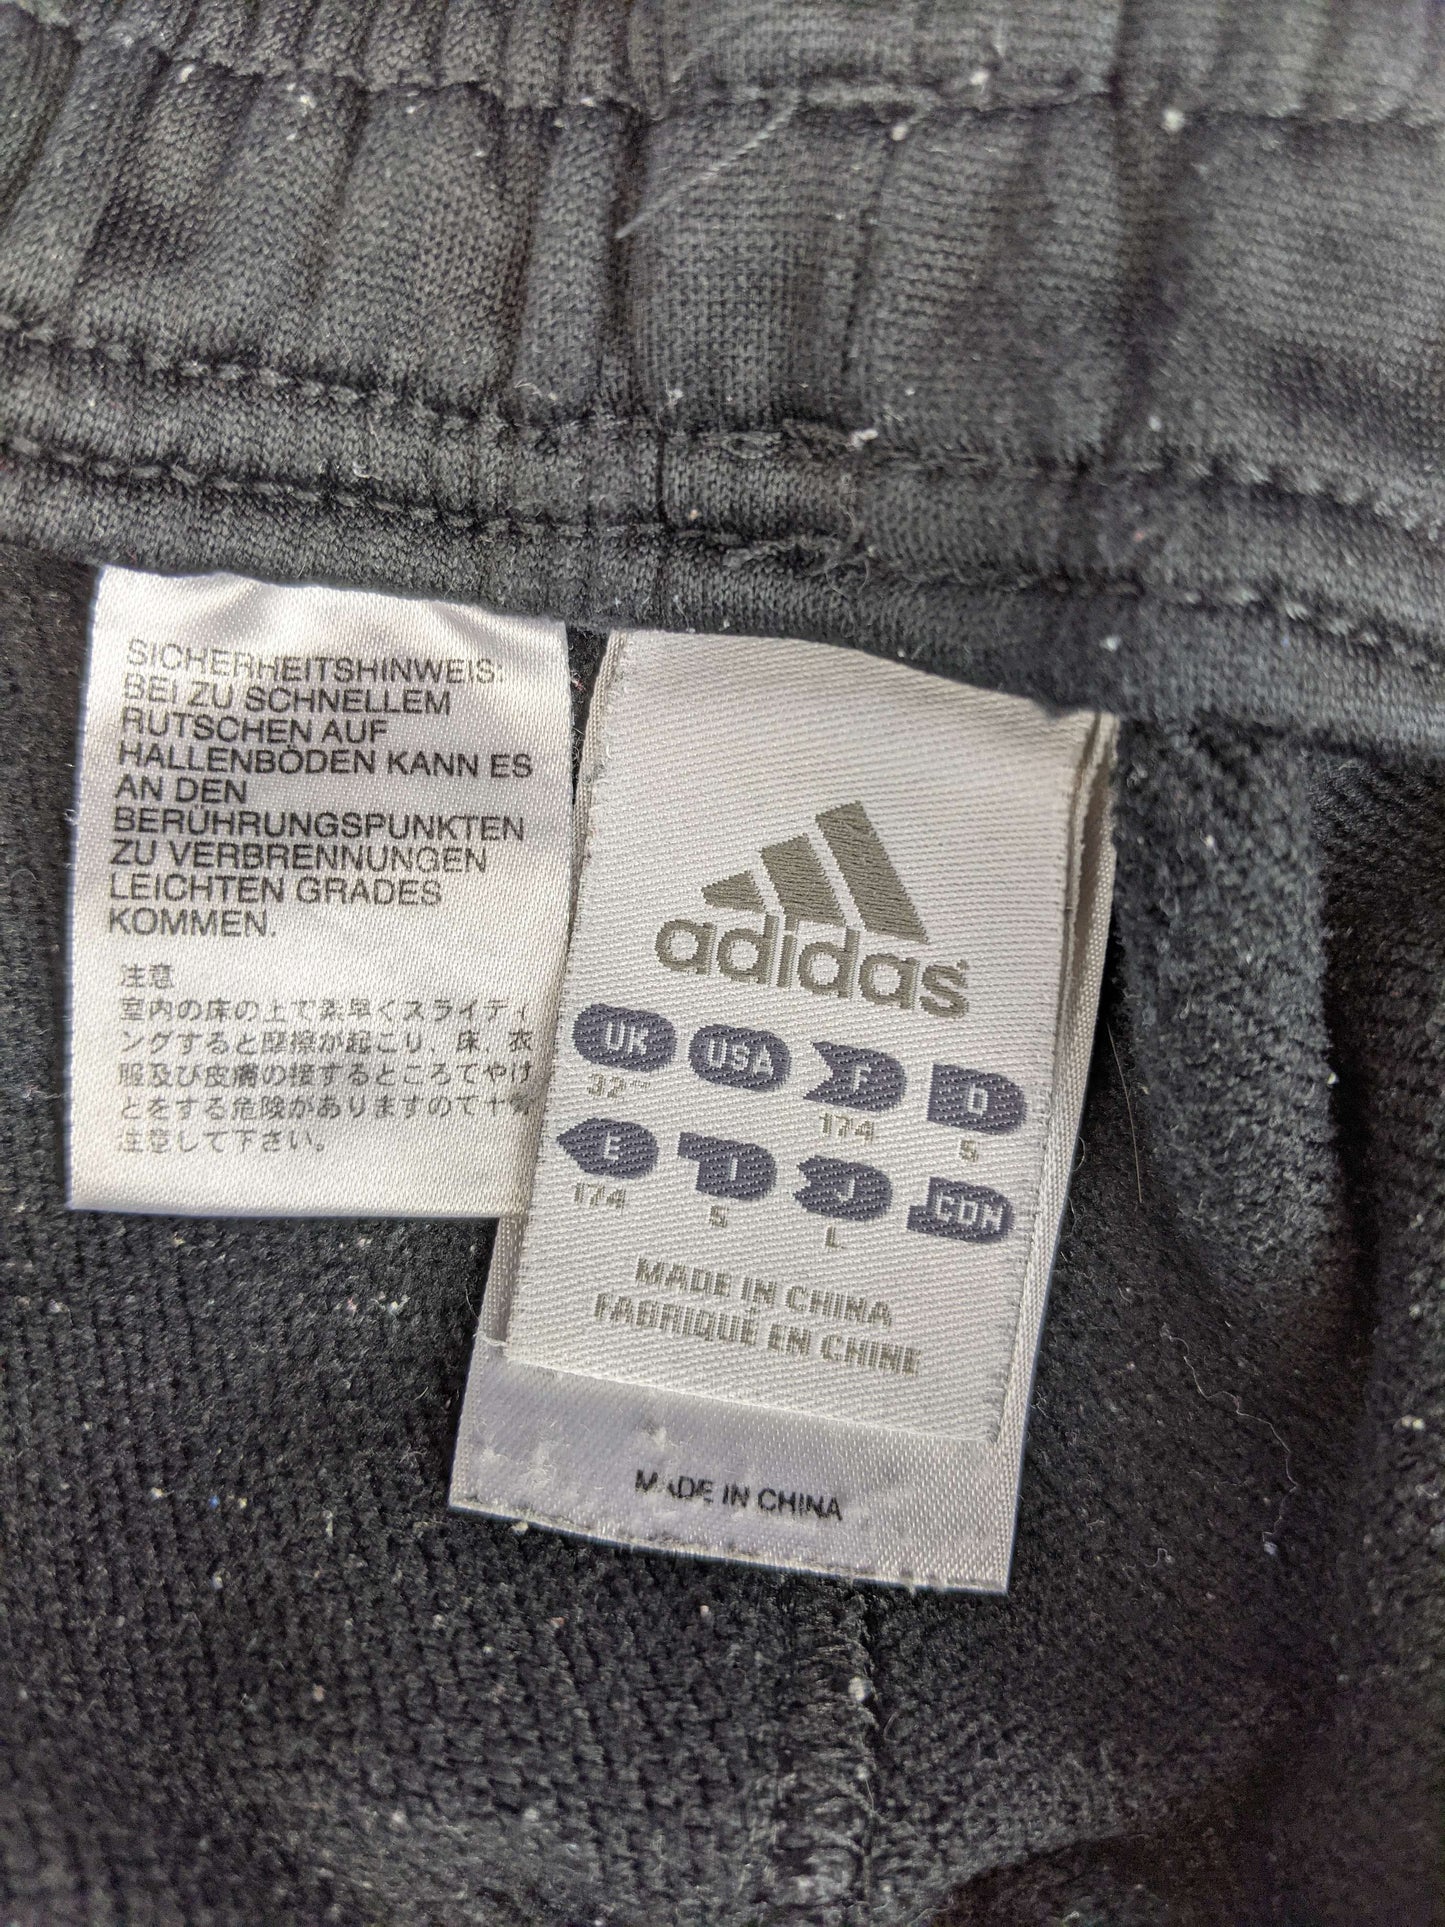 SICHERHEITSHINWEIS:
BEI ZU SCHNELLEM
RUTSCHEN AUF
HALLENBÖDEN KANN ES
AN DEN
BERÜHRUNGSPUNKTEN
ZU VERBRENNUNGEN
LEICHTEN GRADES
KOMMEN.
注意
室内の床の上で素早くスライディ
ングすると摩擦が起こり、床、衣
服及び皮膚の接するところでやけ
とをする危険がありますので十
注意して下さい。
adidas
UK USA F D
32" 174 5
E I J CDN
174 5 L
MADE IN CHINA
FABRIQUÉ EN CHINE
MADE IN CHINA